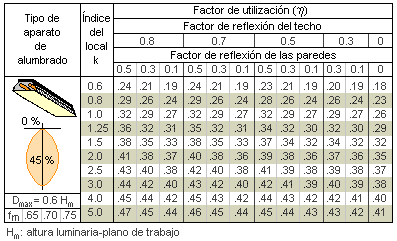 Tipo de aparato de alumbrado
Índice del local k
Factor de utilización (η)
Factor de reflexión del techo
0.8 0.7 0.5 0.3 0
Factor de reflexión de las paredes
0.5 0.3 0.1 0.5 0.3 0.1 0.5 0.3 0.1 0.3 0.1 0
0.6 .24 .21 .19 .24 .21 .19 .23 .21 .19 .20 .19 .18
0.8 .29 .26 .24 .29 .26 .24 .28 .26 .24 .26 .24 .23
1.0 .32 .29 .27 .32 .29 .27 .32 .29 .27 .29 .27 .26
1.25 .36 .32 .31 .35 .32 .31 .34 .32 .30 .32 .30 .29
1.5 .38 .35 .33 .38 .35 .33 .37 .34 .33 .34 .32 .32
2.0 .41 .38 .37 .40 .38 .36 .39 .38 .36 .37 .36 .35
2.5 .43 .41 .39 .42 .40 .38 .41 .39 .38 .39 .38 .36
3.0 .44 .42 .40 .43 .42 .40 .42 .41 .40 .40 .39 .38
4.0 .45 .44 .42 .45 .44 .42 .44 .43 .42 .42 .41 .40
5.0 .47 .45 .44 .46 .45 .44 .45 .44 .43 .43 .42 .41
0 %
45 %
Dmax = 0.6 Hm
fm .65 .70 .75
Hm: altura luminaria-plano de trabajo